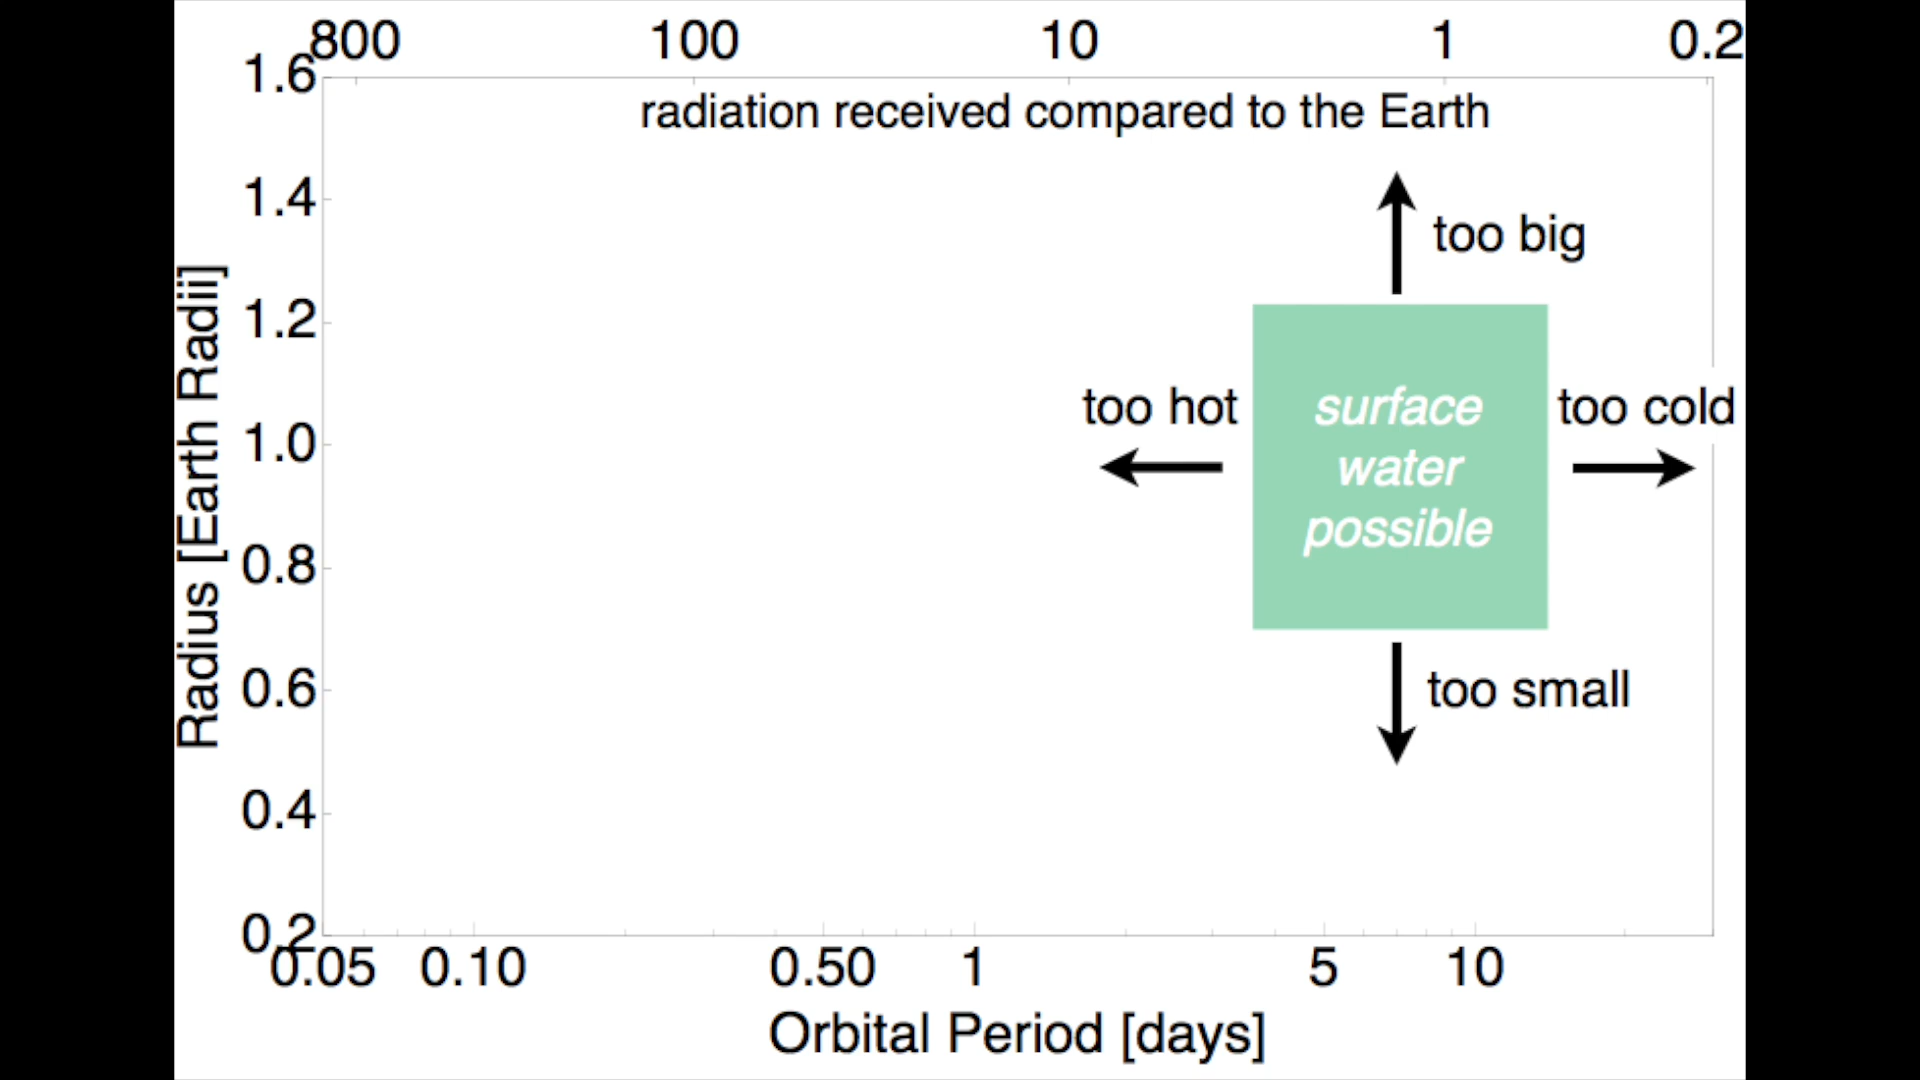 800 100 10 1 0.2
radiation received compared to the Earth
1.6
1.4
1.2
1.0
0.8
0.6
0.4
0.2
Radius [Earth Radii]
too big
too hot
surface
water
possible
too cold
too small
0.05 0.10 0.50 1 5 10
Orbital Period [days]